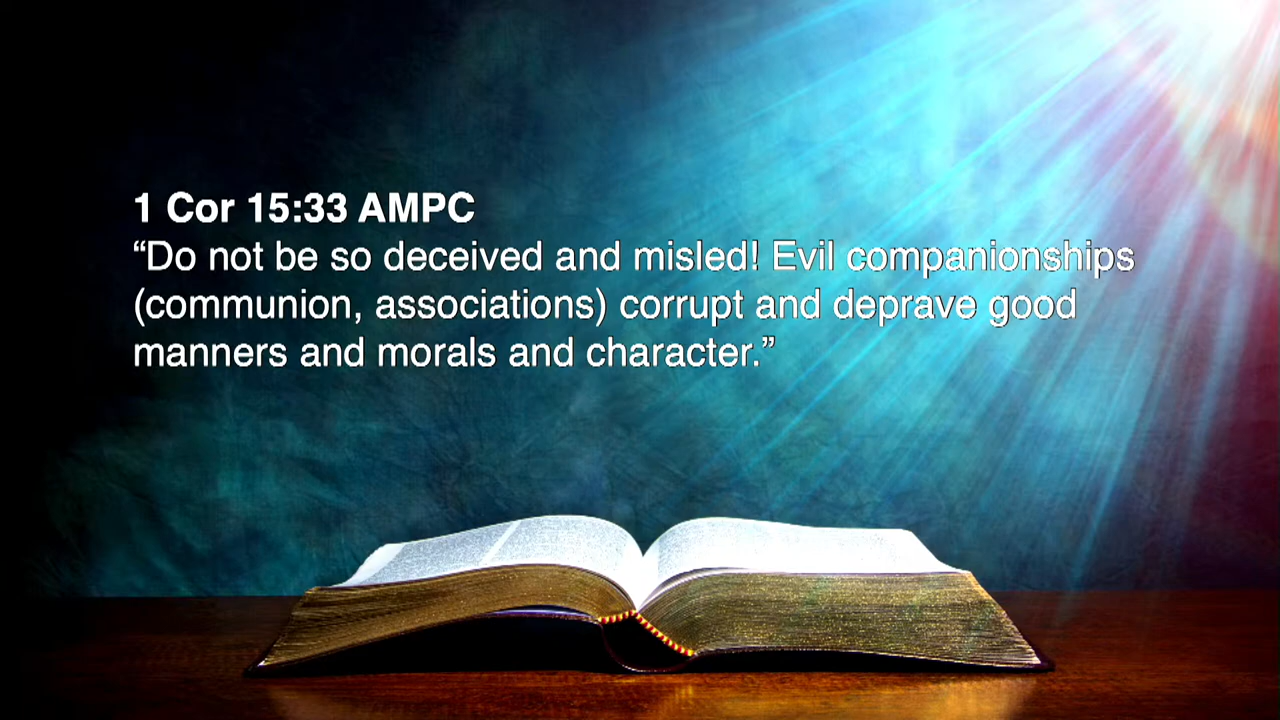 1 Cor 15:33 AMPC
“Do not be so deceived and misled! Evil companionships
(communion, associations) corrupt and deprave good
manners and morals and character.”